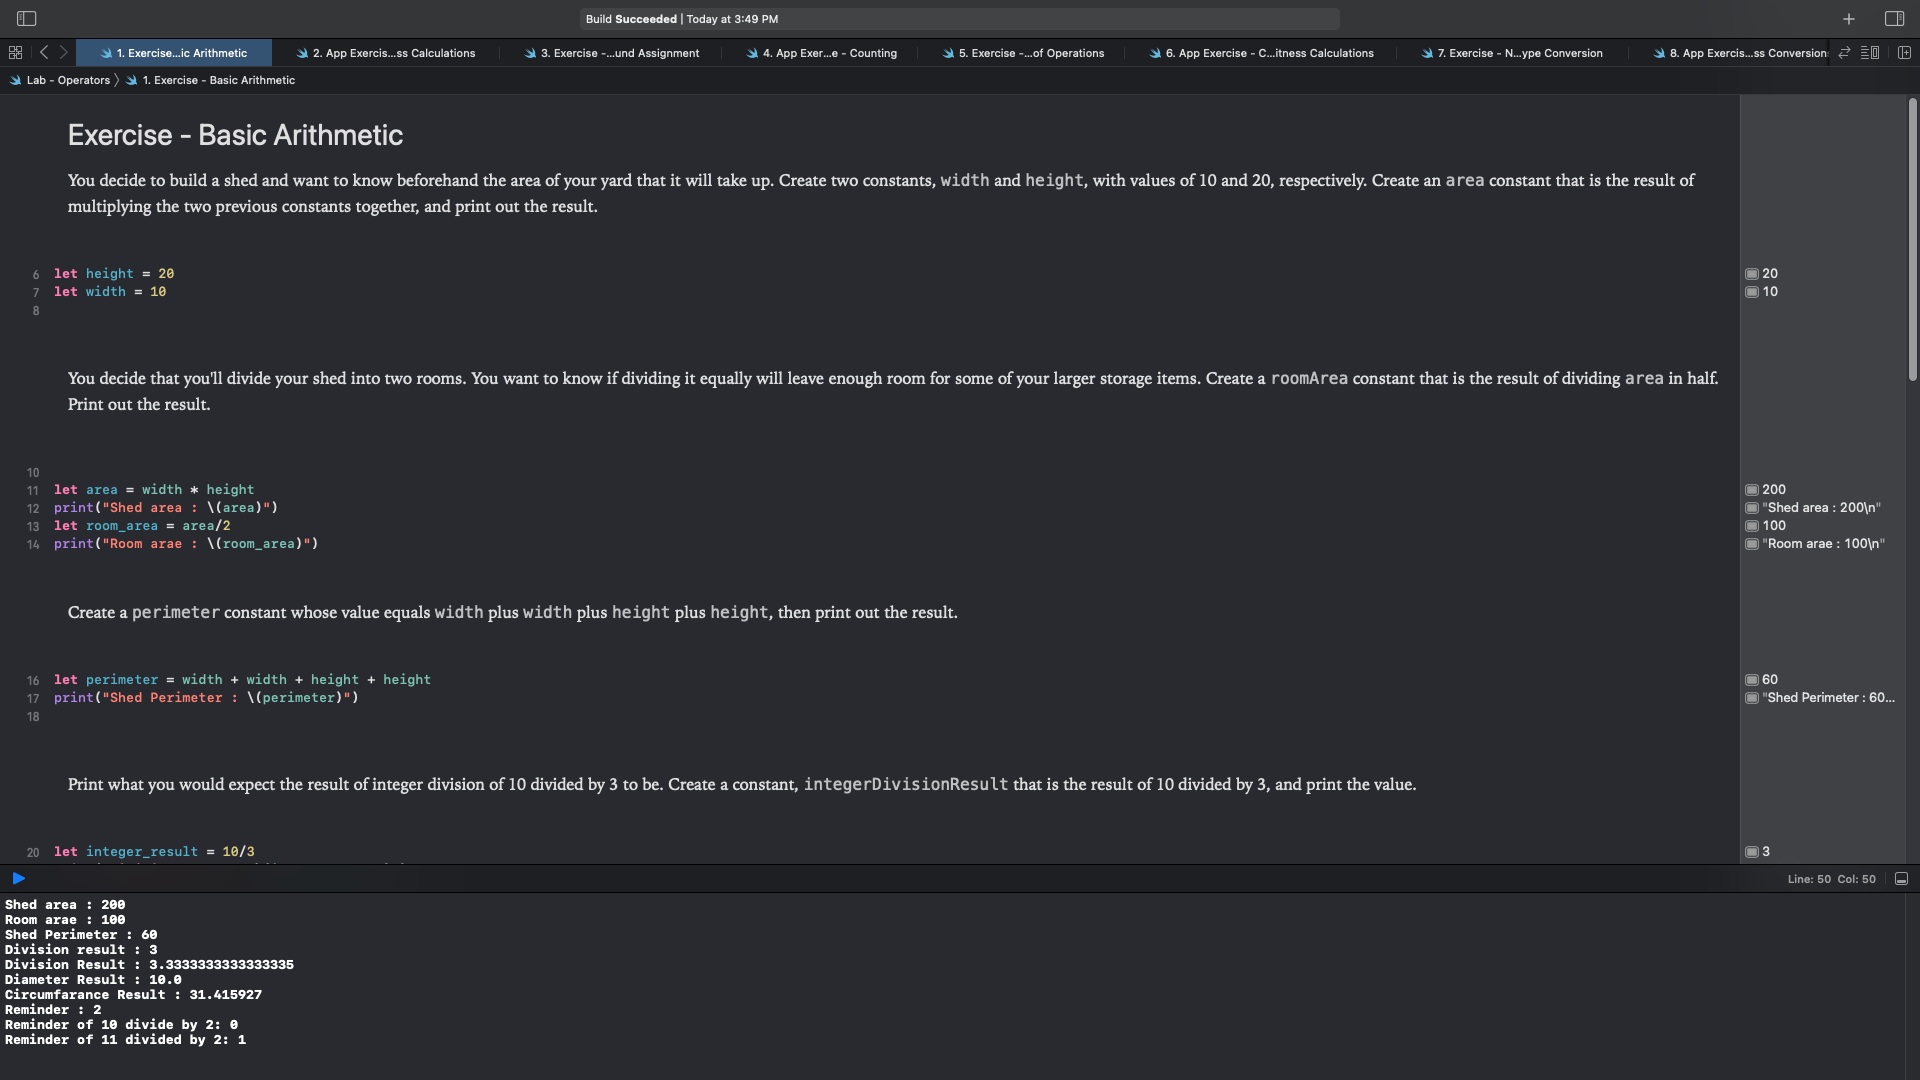 Build Succeeded | Today at 3:49 PM
1. Exercise...ic Arithmetic
2. App Exercis...ss Calculations
3. Exercise -...und Assignment
4. App Exer...e - Counting
5. Exercise -...of Operations
6. App Exercise - C...itness Calculations
7. Exercise - N...ype Conversion
8. App Exercis...ss Conversion
Lab - Operators 〉 1. Exercise - Basic Arithmetic
Exercise - Basic Arithmetic
You decide to build a shed and want to know beforehand the area of your yard that it will take up. Create two constants, width and height, with values of 10 and 20, respectively. Create an area constant that is the result of
multiplying the two previous constants together, and print out the result.
6 let height = 20 20
7 let width = 10 10
8
You decide that you'll divide your shed into two rooms. You want to know if dividing it equally will leave enough room for some of your larger storage items. Create a roomArea constant that is the result of dividing area in half.
Print out the result.
10
11 let area = width * height 200
12 print("Shed area : \(area)") "Shed area : 200\n"
13 let room_area = area/2 100
14 print("Room arae : \(room_area)") "Room arae : 100\n"
Create a perimeter constant whose value equals width plus width plus height plus height, then print out the result.
16 let perimeter = width + width + height + height 60
17 print("Shed Perimeter : \(perimeter)") "Shed Perimeter : 60...
18
Print what you would expect the result of integer division of 10 divided by 3 to be. Create a constant, integerDivisionResult that is the result of 10 divided by 3, and print the value.
20 let integer_result = 10/3 3
Line: 50 Col: 50
Shed area : 200
Room arae : 100
Shed Perimeter : 60
Division result : 3
Division Result : 3.3333333333333335
Diameter Result : 10.0
Circumfarance Result : 31.415927
Reminder : 2
Reminder of 10 divide by 2: 0
Reminder of 11 divided by 2: 1